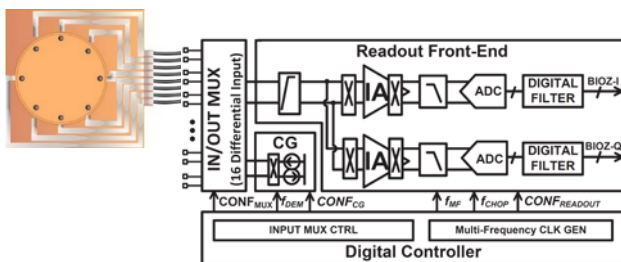 Readout Front-End
IN/OUT MUX
(16 Differential Input)
IA
ADC
DIGITAL
FILTER
BIOZ-I
CG
IA
ADC
DIGITAL
FILTER
BIOZ-Q
CONFMUX
fDEM
CONFCG
fMF
fCHOP
CONFREADOUT
INPUT MUX CTRL
Multi-Frequency CLK GEN
Digital Controller